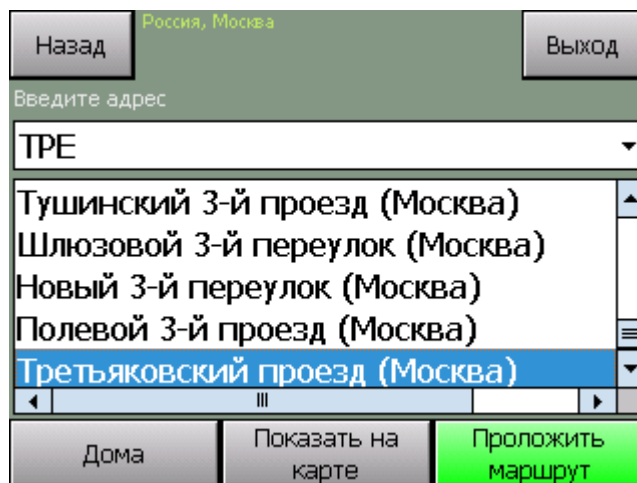 Назад
Россия, Москва
Выход
Введите адрес
ТРЕ
Тушинский 3-й проезд (Москва)
Шлюзовой 3-й переулок (Москва)
Новый 3-й переулок (Москва)
Полевой 3-й проезд (Москва)
Третьяковский проезд (Москва)
Дома
Показать на
карте
Проложить
маршрут